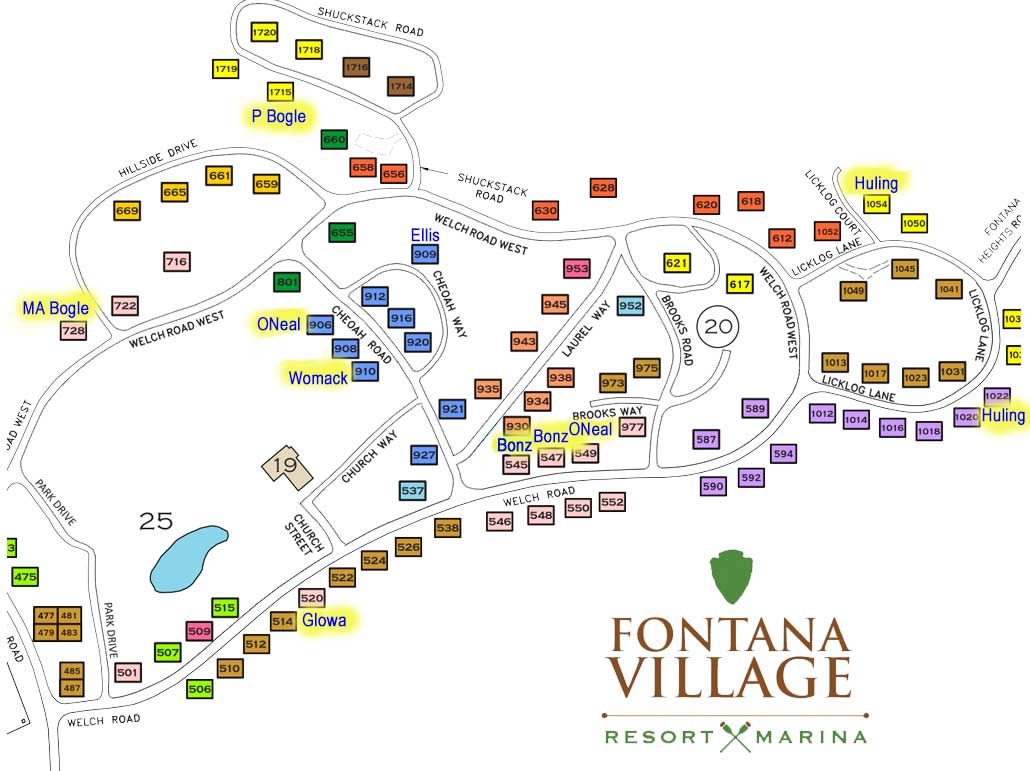 SHUCKSTACK ROAD
1720
1718
1719
1716
1714
1715
P Bogle
660
658
656
SHUCKSTACK
ROAD
HILLSIDE DRIVE
661
659
665
669
716
722
MA Bogle
728
WELCH ROAD WEST
655
801
WELCH ROAD WEST
Ellis
909
912
916
920
CHEOAH WAY
CHEOAH ROAD
ONeal
906
908
Womack
910
628
630
620
618
612
1052
953
945
943
952
LAUREL WAY
621
617
BROOKS ROAD
20
WELCH ROAD WEST
LICKLOG COURT
Huling
1054
1050
LICKLOG LANE
FONTANA
1045
1049
1041
LICKLOG LANE
1013
1017
1023
1031
LICKLOG LANE
1022
1020
Huling
1012
1014
1016
1018
935
938
934
930
973
975
BROOKS WAY
977
Bonz
Bonz
ONeal
545
547
549
921
927
537
CHURCH WAY
19
CHURCH
STREET
589
587
594
592
590
WELCH ROAD
546
548
550
552
538
526
524
522
520
Glowa
514
512
510
515
509
507
506
501
25
PARK DRIVE
PARK DRIVE
475
477
481
479
483
485
487
ROAD
WELCH ROAD
FONTANA
VILLAGE
RESORT MARINA